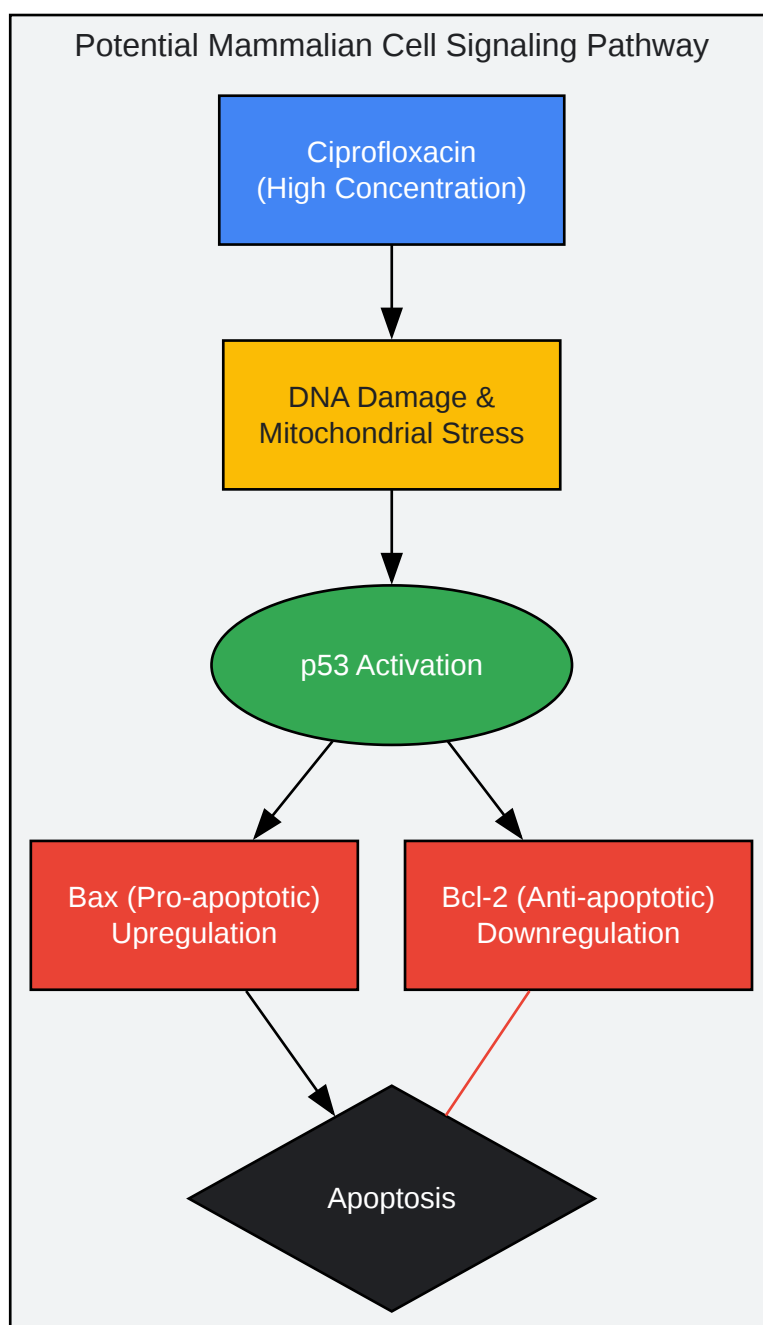 Potential Mammalian Cell Signaling Pathway
Ciprofloxacin
(High Concentration)
DNA Damage &
Mitochondrial Stress
p53 Activation
Bax (Pro-apoptotic)
Upregulation
Bcl-2 (Anti-apoptotic)
Downregulation
Apoptosis